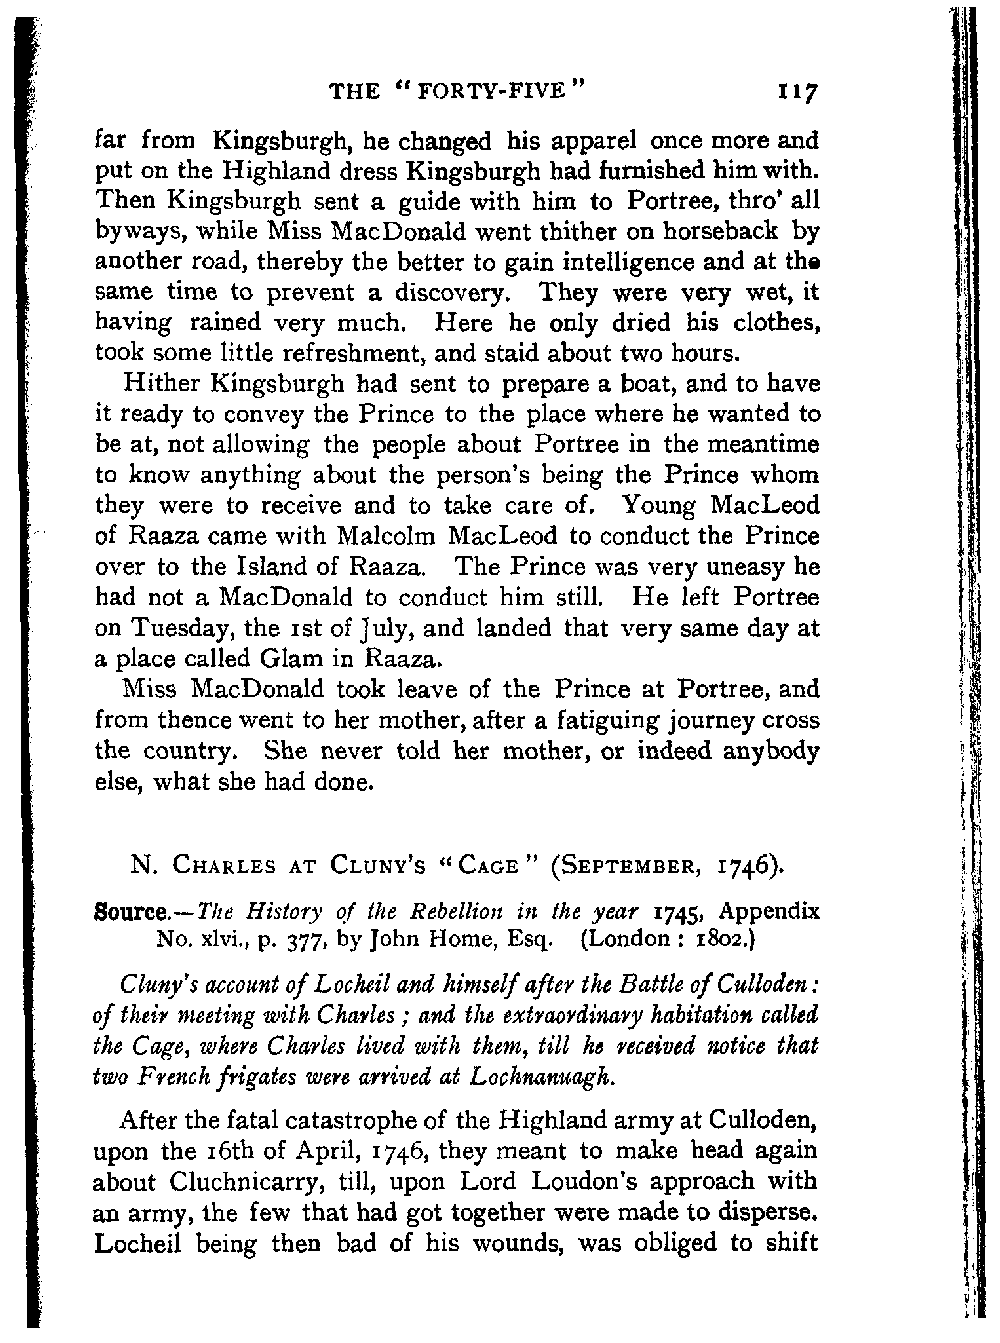 THE "FORTY-FIVE" 117
far from Kingsburgh, he changed his apparel once more and
put on the Highland dress Kingsburgh had furnished him with.
Then Kingsburgh sent a guide with him to Portree, thro' all
byways, while Miss MacDonald went thither on horseback by
another road, thereby the better to gain intelligence and at the
same time to prevent a discovery. They were very wet, it
having rained very much. Here he only dried his clothes,
took some little refreshment, and staid about two hours.
Hither Kingsburgh had sent to prepare a boat, and to have
it ready to convey the Prince to the place where he wanted to
be at, not allowing the people about Portree in the meantime
to know anything about the person's being the Prince whom
they were to receive and to take care of. Young MacLeod
of Raaza came with Malcolm MacLeod to conduct the Prince
over to the Island of Raaza. The Prince was very uneasy he
had not a MacDonald to conduct him still. He left Portree
on Tuesday, the 1st of July, and landed that very same day at
a place called Glam in Raaza.
Miss MacDonald took leave of the Prince at Portree, and
from thence went to her mother, after a fatiguing journey cross
the country. She never told her mother, or indeed anybody
else, what she had done.
N. CHARLES AT CLUNY'S "CAGE" (SEPTEMBER, 1746).
Source.—The History of the Rebellion in the year 1745, Appendix
No. xlvi., p. 377, by John Home, Esq. (London: 1802.)
Cluny's account of Locheil and himself after the Battle of Culloden:
of their meeting with Charles; and the extraordinary habitation called
the Cage, where Charles lived with them, till he received notice that
two French frigates were arrived at Lochnanuagh.
After the fatal catastrophe of the Highland army at Culloden,
upon the 16th of April, 1746, they meant to make head again
about Cluchnicarry, till, upon Lord Loudon's approach with
an army, the few that had got together were made to disperse.
Locheil being then bad of his wounds, was obliged to shift